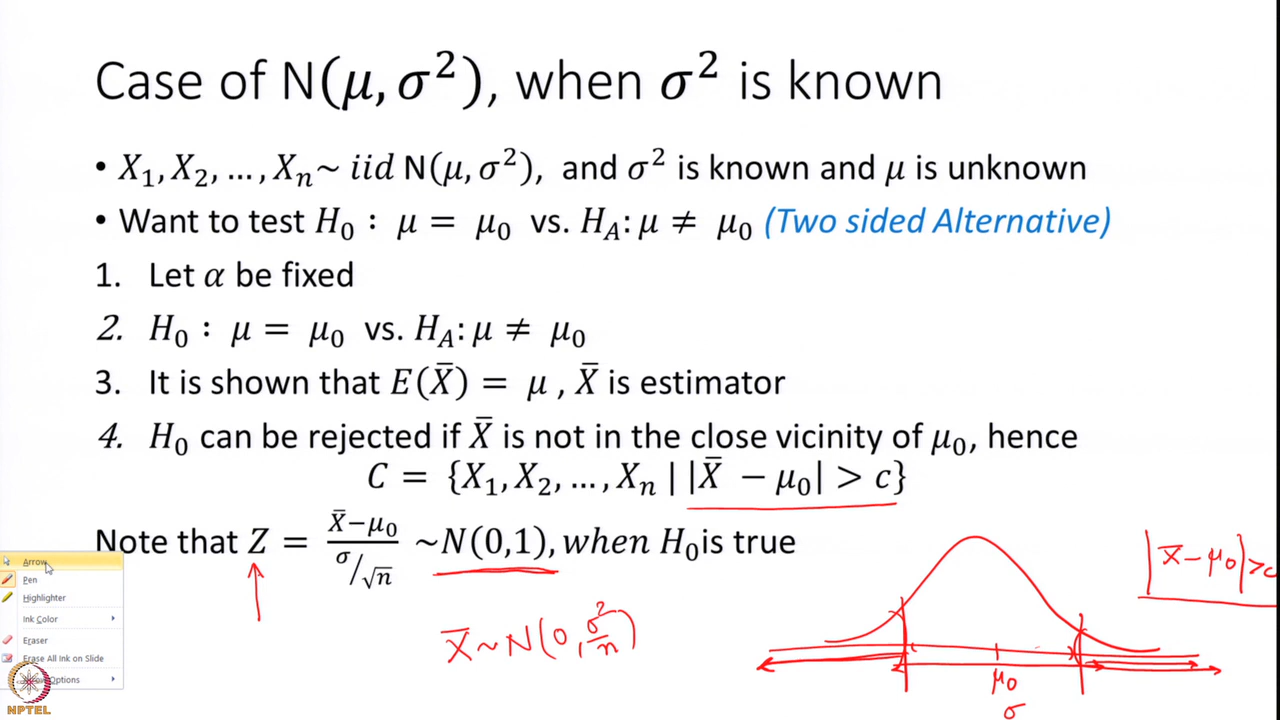 Case of N(μ, σ²), when σ² is known
• X₁, X₂, …, Xₙ~ iid N(μ, σ²), and σ² is known and μ is unknown
• Want to test H₀ : μ = μ₀ vs. H_A: μ ≠ μ₀ (Two sided Alternative)
1. Let α be fixed
2. H₀ : μ = μ₀ vs. H_A: μ ≠ μ₀
3. It is shown that E(X̄) = μ , X̄ is estimator
4. H₀ can be rejected if X̄ is not in the close vicinity of μ₀, hence
C = {X₁, X₂, …, Xₙ | |X̄ − μ₀| > c}
Note that Z = (X̄−μ₀)/(σ/√n) ~N(0,1), when H₀is true
|X̄ − μ₀|>c
X̄ ~ N(0, σ²/n)
μ₀
σ
Arrow
Pen
Highlighter
Ink Color
Eraser
Erase All Ink on Slide
Options
NPTEL